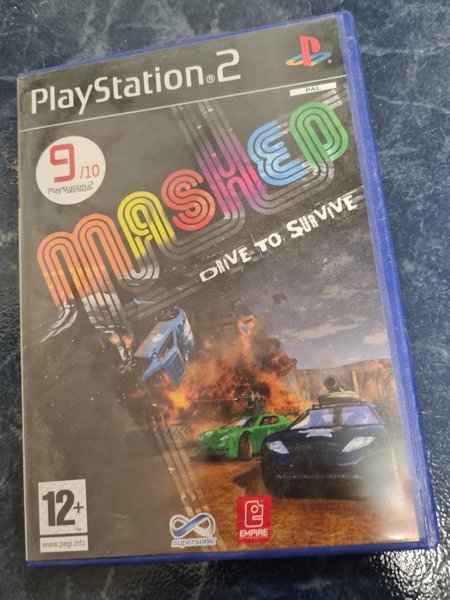 PlayStation®2
PAL
9/10
PlayStation.2
MASHED
DRIVE TO SURVIVE
12+
www.pegi.info
supersonic
EMPIRE